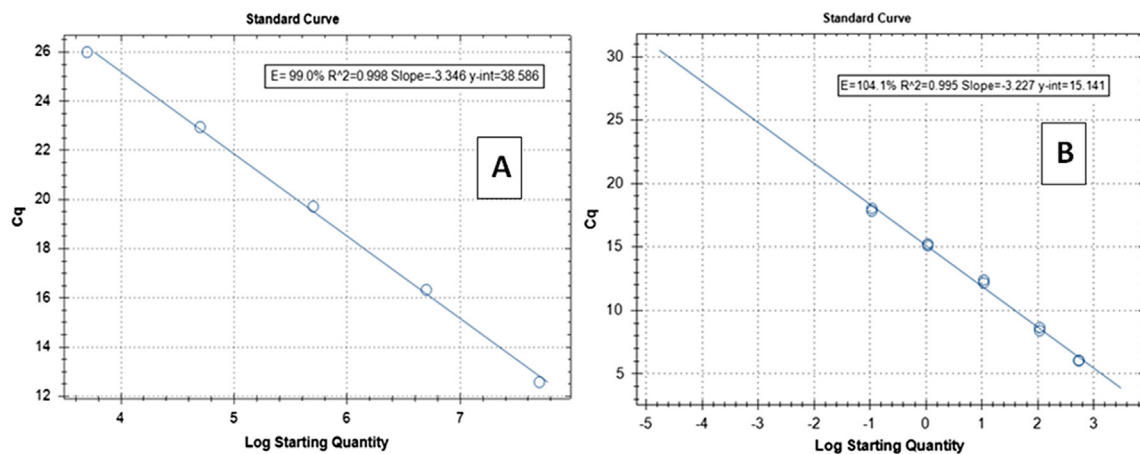 Standard Curve
E= 99.0% R^2=0.998 Slope=-3.346 y-int=38.586
A
Cq
26
24
22
20
18
16
14
12
4 5 6 7
Log Starting Quantity
Standard Curve
E=104.1% R^2=0.995 Slope=-3.227 y-int=15.141
B
Cq
30
25
20
15
10
5
-5 -4 -3 -2 -1 0 1 2 3
Log Starting Quantity